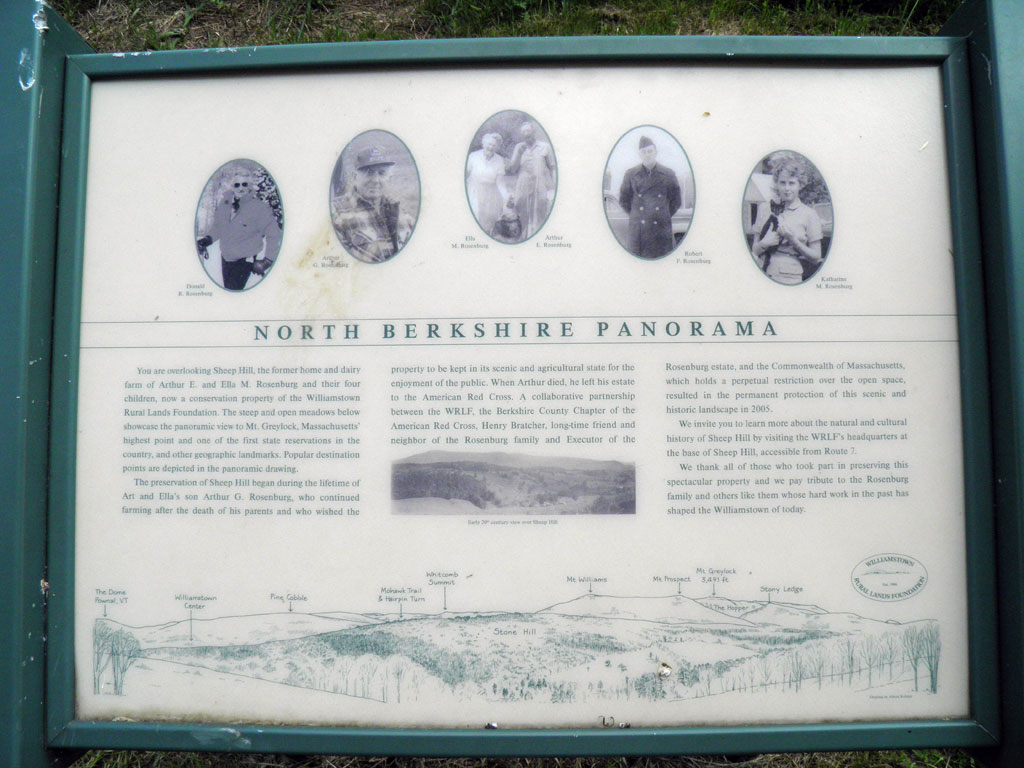 Donald
R. Rosenburg
Arthur
G. Rosenburg
Ella
M. Rosenburg
Arthur
E. Rosenburg
Robert
F. Rosenburg
Katharine
M. Rosenburg
NORTH BERKSHIRE PANORAMA
You are overlooking Sheep Hill, the former home and dairy
farm of Arthur E. and Ella M. Rosenburg and their four
children, now a conservation property of the Williamstown
Rural Lands Foundation. The steep and open meadows below
showcase the panoramic view to Mt. Greylock, Massachusetts'
highest point and one of the first state reservations in the
country, and other geographic landmarks. Popular destination
points are depicted in the panoramic drawing.
The preservation of Sheep Hill began during the lifetime of
Art and Ella's son Arthur G. Rosenburg, who continued
farming after the death of his parents and who wished the
property to be kept in its scenic and agricultural state for the
enjoyment of the public. When Arthur died, he left his estate
to the American Red Cross. A collaborative partnership
between the WRLF, the Berkshire County Chapter of the
American Red Cross, Henry Bratcher, long-time friend and
neighbor of the Rosenburg family and Executor of the
Early 20th century view over Sheep Hill
Rosenburg estate, and the Commonwealth of Massachusetts,
which holds a perpetual restriction over the open space,
resulted in the permanent protection of this scenic and
historic landscape in 2005.
We invite you to learn more about the natural and cultural
history of Sheep Hill by visiting the WRLF's headquarters at
the base of Sheep Hill, accessible from Route 7.
We thank all of those who took part in preserving this
spectacular property and we pay tribute to the Rosenburg
family and others like them whose hard work in the past has
shaped the Williamstown of today.
WILLIAMSTOWN
RURAL LANDS FOUNDATION
The Dome
Pownal, VT
Williamstown
Center
Pine Cobble
Mohawk Trail
& Hairpin Turn
Whitcomb
Summit
Mt Williams
Mt. Prospect
Mt. Greylock
3,491 ft
Stony Ledge
The Hopper
Stone Hill